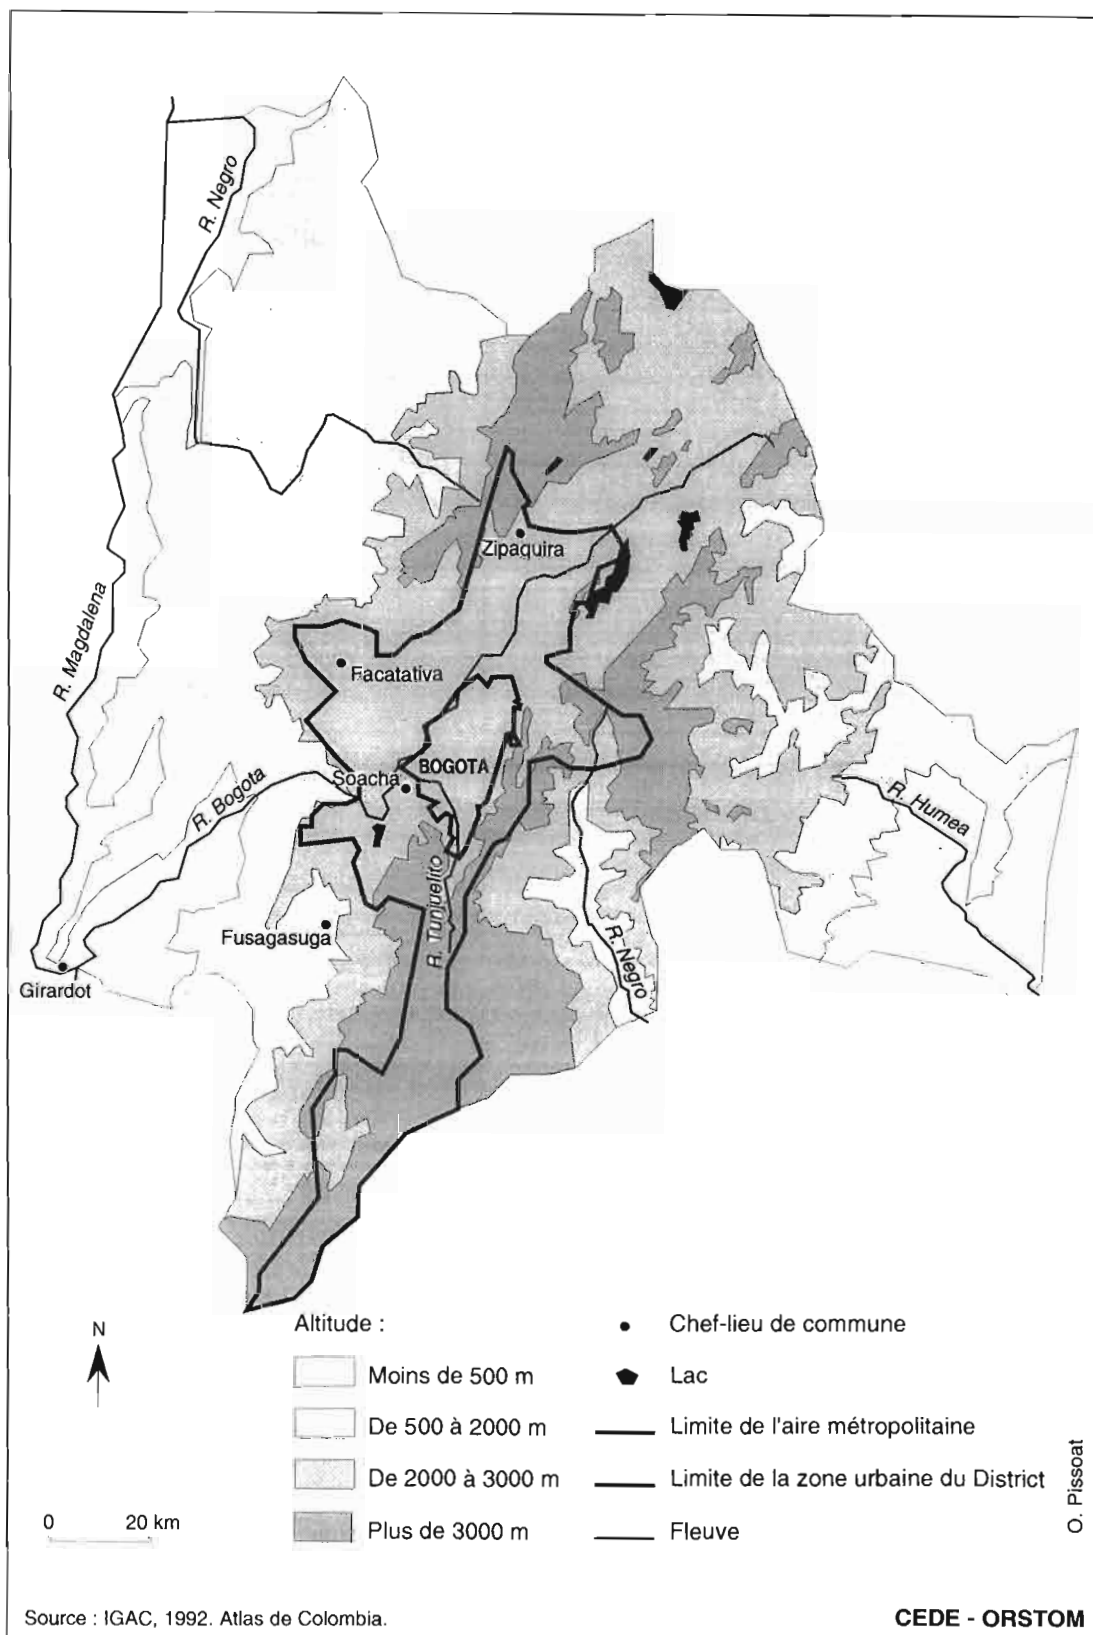 R. Negro
R. Magdalena
Zipaquira
Facatativa
BOGOTA
Soacha
R. Bogota
R. Humea
R. Tunjuelito
Fusagasuga
R. Negro
Girardot
N
0 20 km
Altitude :
Moins de 500 m
De 500 à 2000 m
De 2000 à 3000 m
Plus de 3000 m
Chef-lieu de commune
Lac
Limite de l'aire métropolitaine
Limite de la zone urbaine du District
Fleuve
O. Pissoat
Source : IGAC, 1992. Atlas de Colombia.
CEDE - ORSTOM